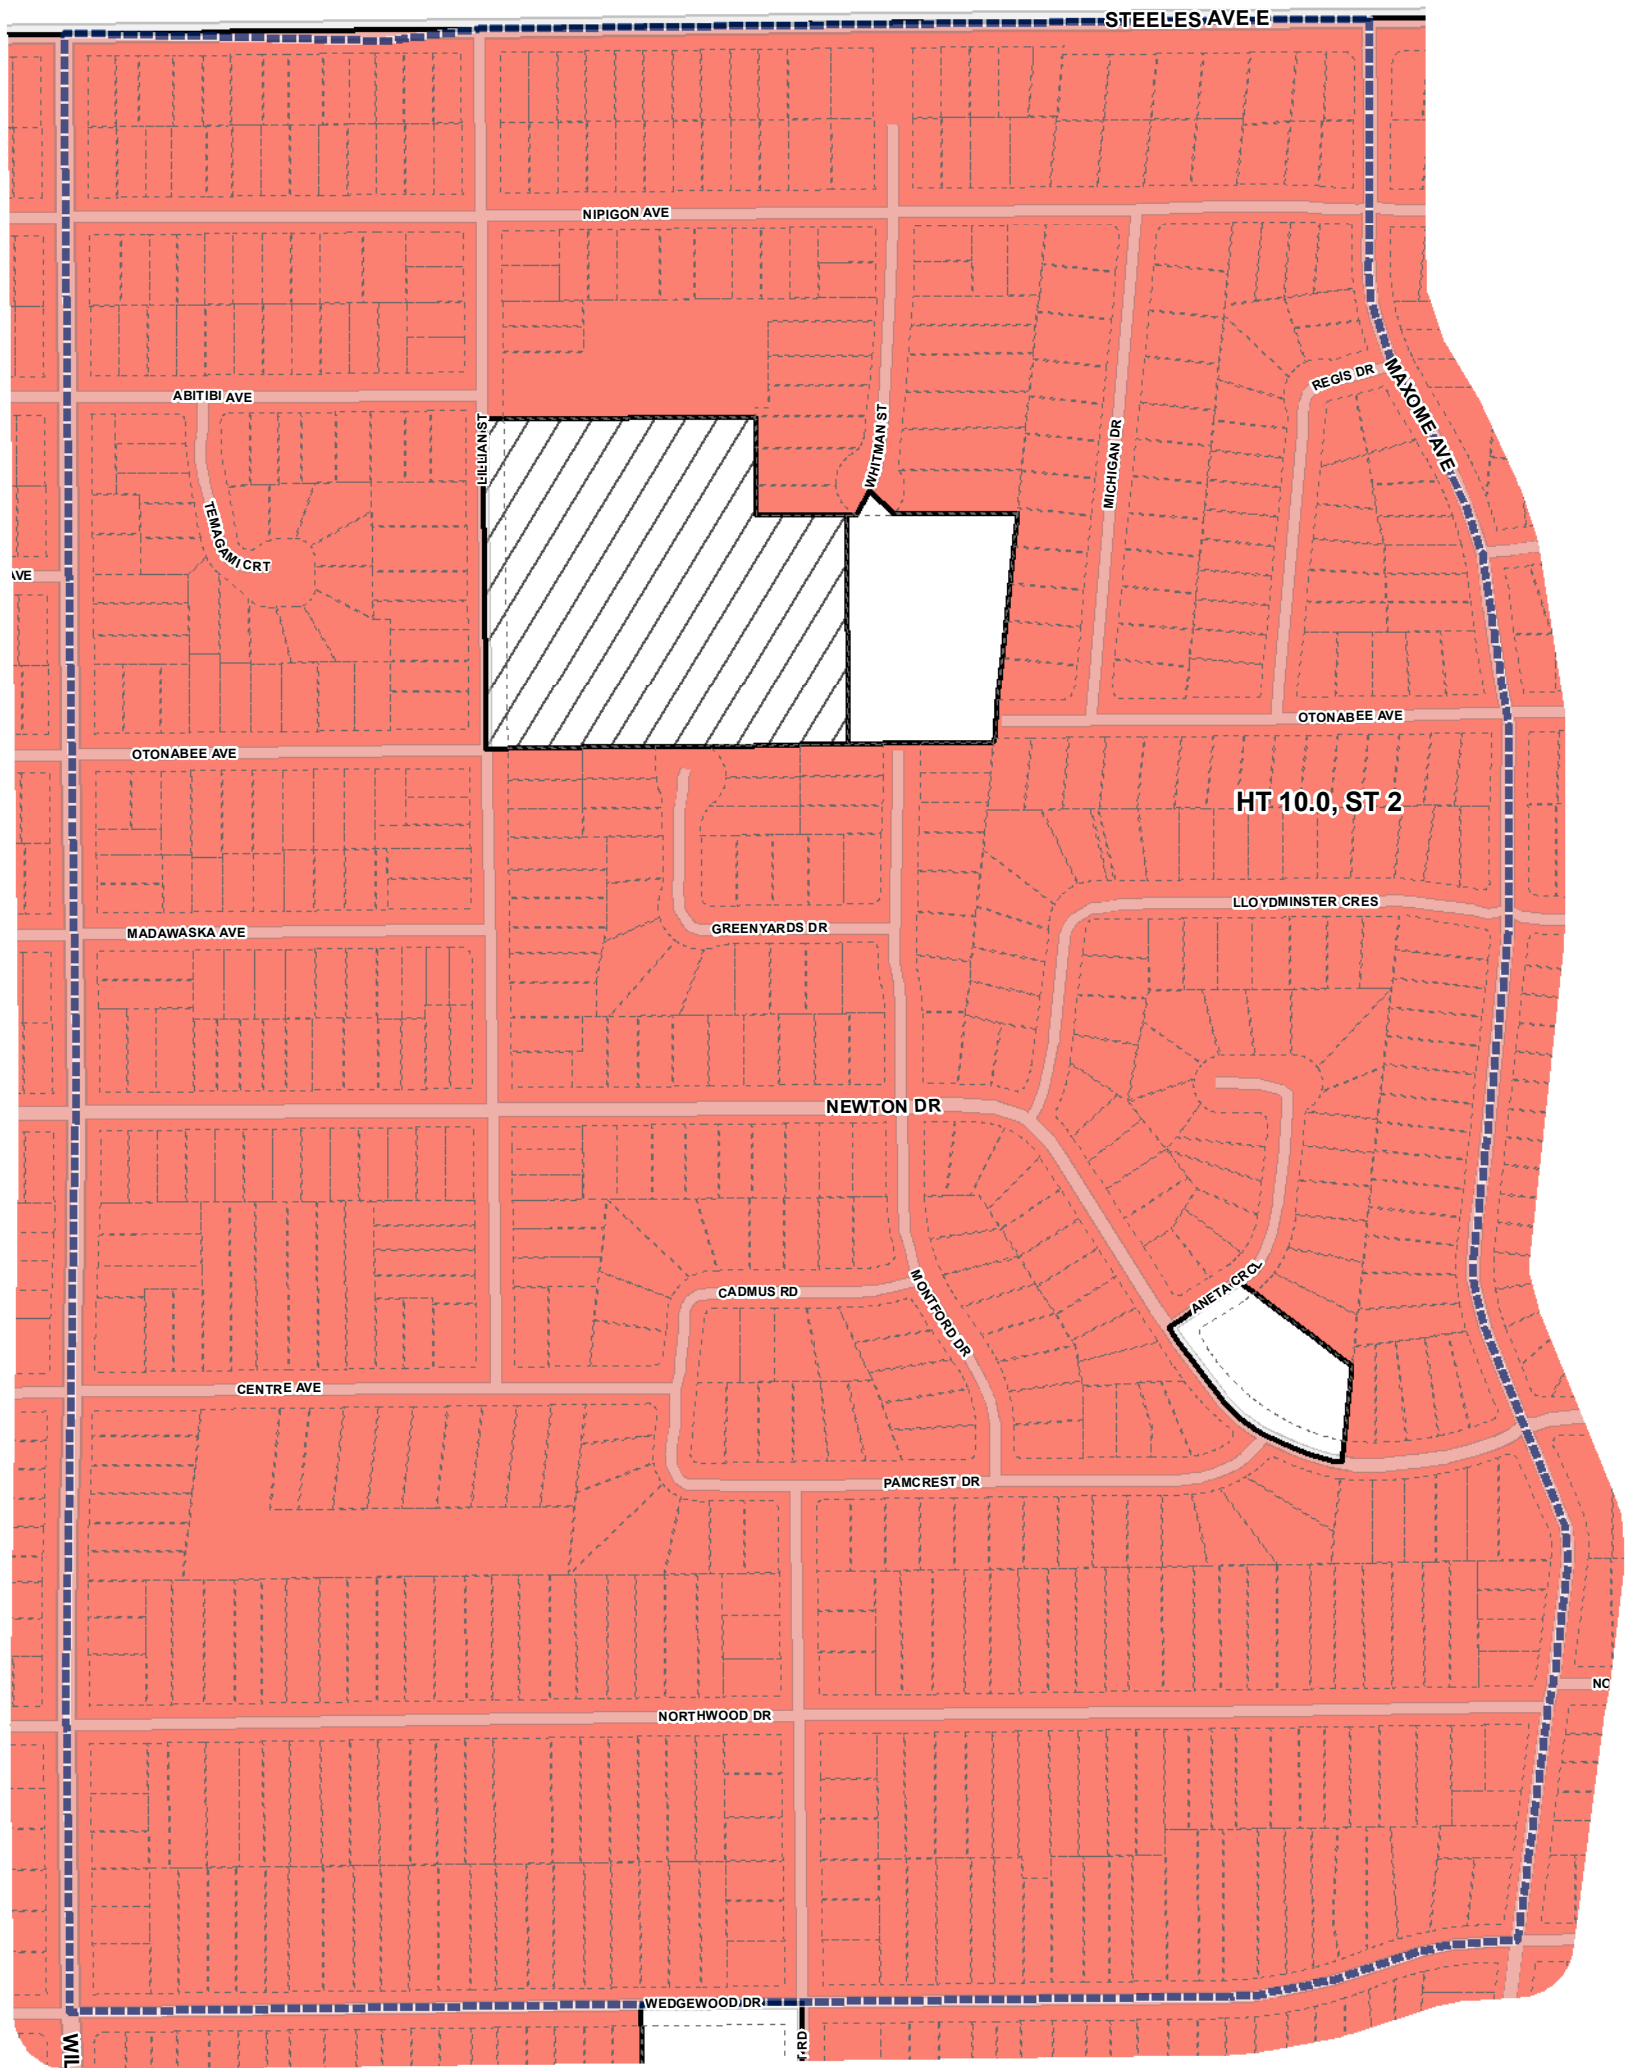 STEELES AVE E
NIPIGON AVE
REGIS DR
MAXOME AVE
ABITIBI AVE
LILLIAN ST
WHITMAN ST
MICHIGAN DR
TEMAGAMI CRT
AVE
OTONABEE AVE
OTONABEE AVE
HT 10.0, ST 2
LLOYDMINSTER CRES
GREENYARDS DR
MADAWASKA AVE
NEWTON DR
ANETA CRCL
MONTFORD DR
CADMUS RD
CENTRE AVE
PAMCREST DR
NO
NORTHWOOD DR
WEDGEWOOD DR
WIL
RD